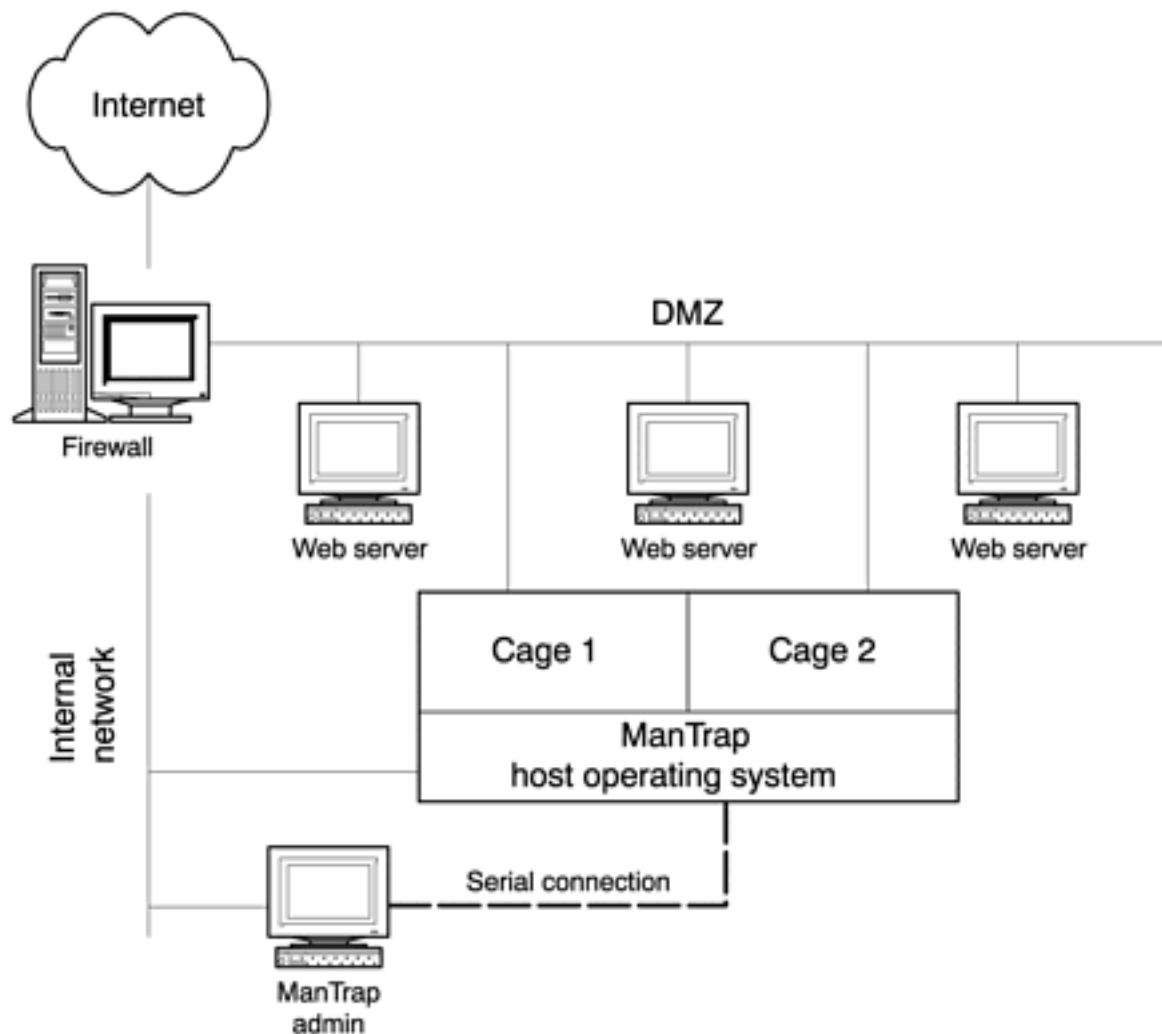 Internet
DMZ
Firewall
Web server
Web server
Web server
Cage 1
Cage 2
Internal
network
ManTrap
host operating system
Serial connection
ManTrap
admin